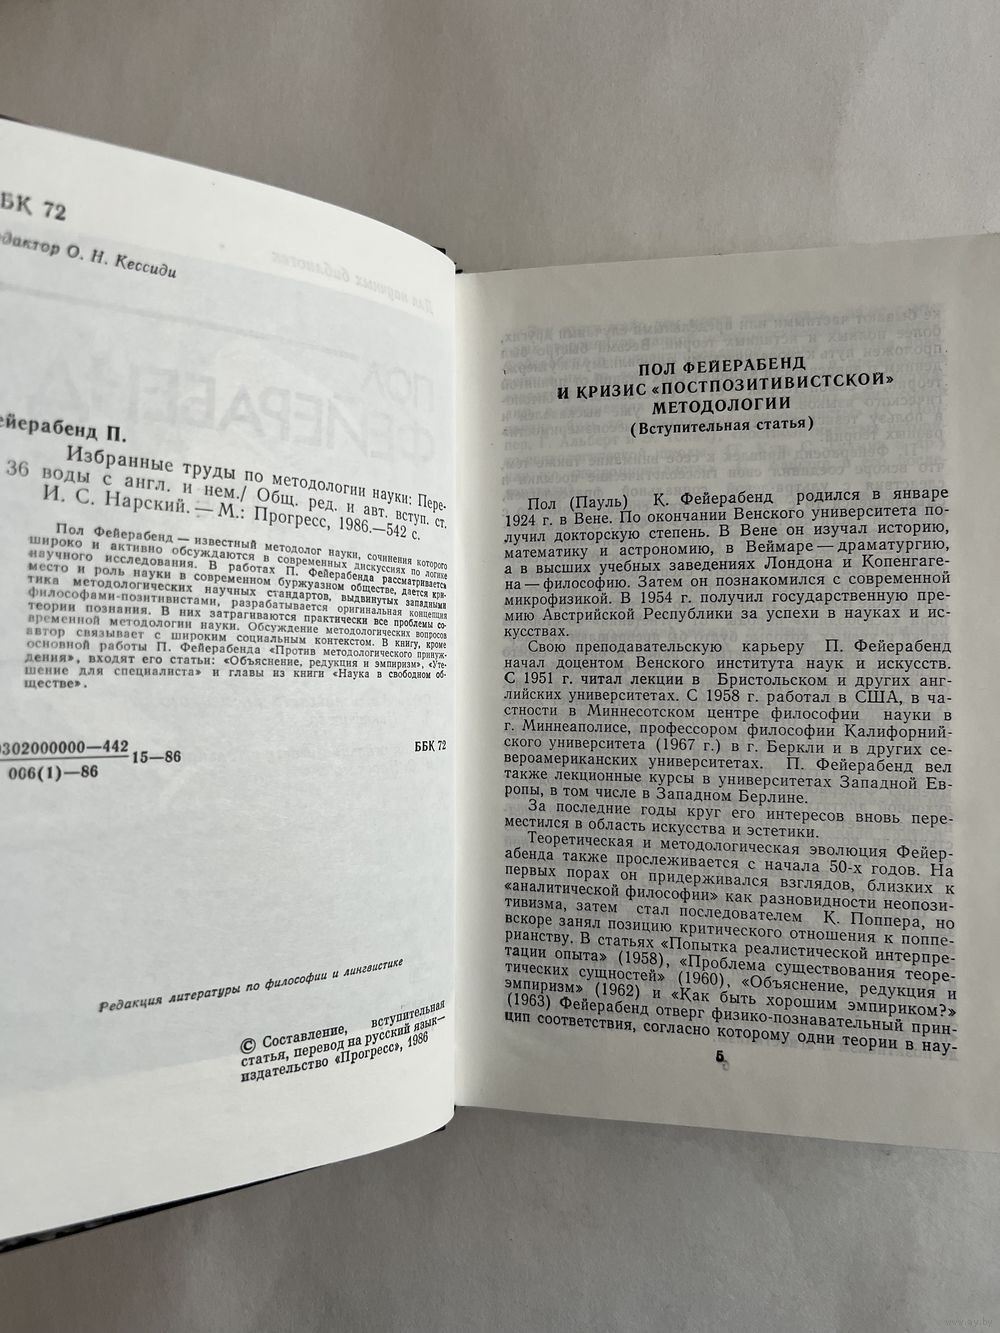 ББК 72
Редактор О. Н. Кессиди
Фейерабенд П.
Избранные труды по методологии науки: Пере-
36 воды с англ. и нем./ Общ. ред. и авт. вступ. ст.
И. С. Нарский. — М.: Прогресс, 1986.—542 с.
Пол Фейерабенд — известный методолог науки, сочинения которого
широко и активно обсуждаются в современных дискуссиях по логике
научного исследования. В работах П. Фейерабенда рассматривается
место и роль науки в современном буржуазном обществе, дается кри-
тика методологических научных стандартов, выдвинутых западными
философами-позитивистами, разрабатывается оригинальная концепция
теории познания. В них затрагиваются практически все проблемы со-
временной методологии науки. Обсуждение методологических вопросов
автор связывает с широким социальным контекстом. В книгу, кроме
основной работы П. Фейерабенда «Против методологического принуж-
дения», входят его статьи: «Объяснение, редукция и эмпиризм», «Уте-
шение для специалиста» и главы из книги «Наука в свободном об-
ществе».
0302000000—442
006(1)—86
15—86
ББК 72
Редакция литературы по философии и лингвистике
© Составление, вступительная
статья, перевод на русский язык—
издательство «Прогресс», 1986
ПОЛ ФЕЙЕРАБЕНД
И КРИЗИС «ПОСТПОЗИТИВИСТСКОЙ»
МЕТОДОЛОГИИ
(Вступительная статья)
Пол (Пауль) К. Фейерабенд родился в январе
1924 г. в Вене. По окончании Венского университета по-
лучил докторскую степень. В Вене он изучал историю,
математику и астрономию, в Веймаре — драматургию,
а в высших учебных заведениях Лондона и Копенгаге-
на — философию. Затем он познакомился с современной
микрофизикой. В 1954 г. получил государственную пре-
мию Австрийской Республики за успехи в науках и ис-
кусствах.
Свою преподавательскую карьеру П. Фейерабенд
начал доцентом Венского института наук и искусств.
С 1951 г. читал лекции в Бристольском и других анг-
лийских университетах. С 1958 г. работал в США, в ча-
стности в Миннесотском центре философии науки в
г. Миннеаполисе, профессором философии Калифорний-
ского университета (1967 г.) в г. Беркли и в других се-
вероамериканских университетах. П. Фейерабенд вел
также лекционные курсы в университетах Западной Ев-
ропы, в том числе в Западном Берлине.
За последние годы круг его интересов вновь пере-
местился в область искусства и эстетики.
Теоретическая и методологическая эволюция Фейер-
абенда также прослеживается с начала 50-х годов. На
первых порах он придерживался взглядов, близких к
«аналитической философии» как разновидности неопози-
тивизма, затем стал последователем К. Поппера, но
вскоре занял позицию критического отношения к поппе-
рианству. В статьях «Попытка реалистической интерпре-
тации опыта» (1958), «Проблема существования теоре-
тических сущностей» (1960), «Объяснение, редукция и
эмпиризм» (1962) и «Как быть хорошим эмпириком?»
(1963) Фейерабенд отверг физико-познавательный прин-
цип соответствия, согласно которому одни теории в нау-
5
www.ay.by